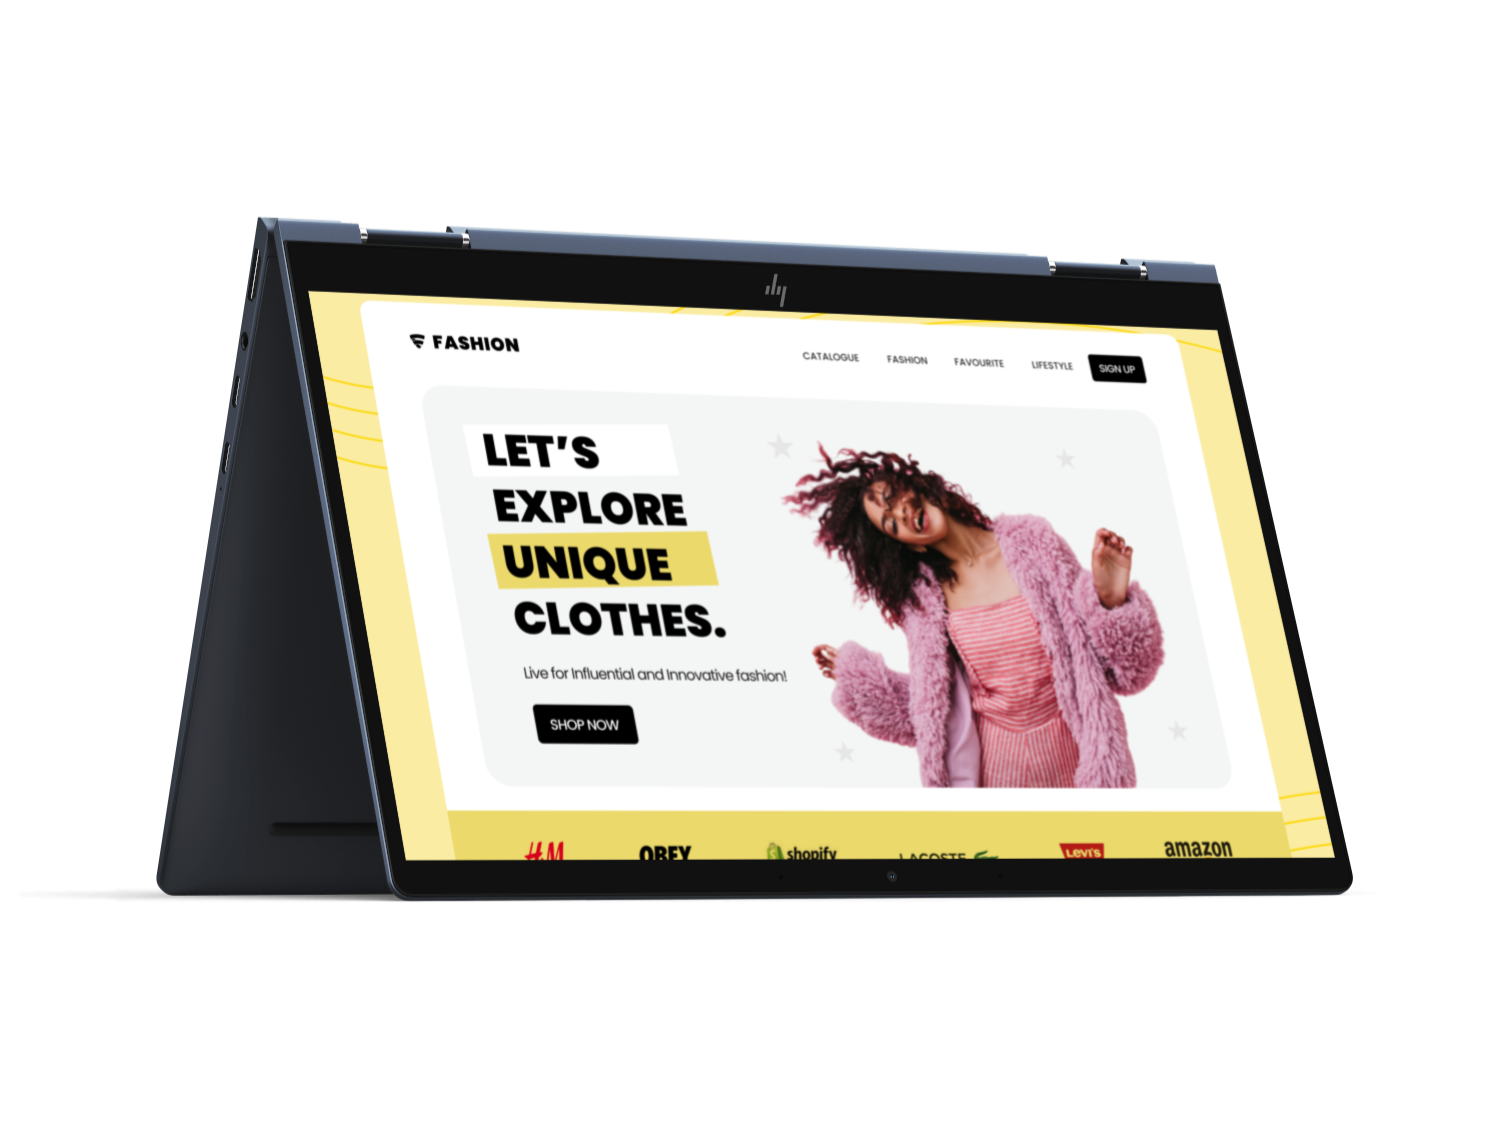 hp
FASHION
CATALOGUE FASHION FAVOURITE LIFESTYLE SIGN UP
LET'S
EXPLORE
UNIQUE
CLOTHES.
Live for Influential and Innovative fashion!
SHOP NOW
H&M OBEY shopify LACOSTE Levi's amazon